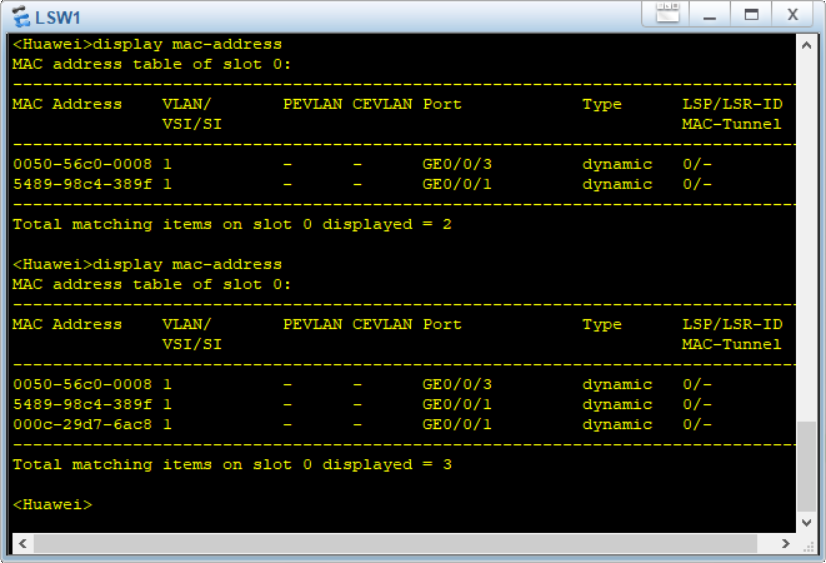 LSW1
<Huawei>display mac-address
MAC address table of slot 0:
-------------------------------------------------------------------------------
MAC Address    VLAN/       PEVLAN CEVLAN Port            Type      LSP/LSR-ID
               VSI/SI                                              MAC-Tunnel
-------------------------------------------------------------------------------
0050-56c0-0008 1           -      -      GE0/0/3         dynamic   0/-
5489-98c4-389f 1           -      -      GE0/0/1         dynamic   0/-
-------------------------------------------------------------------------------
Total matching items on slot 0 displayed = 2
<Huawei>display mac-address
MAC address table of slot 0:
-------------------------------------------------------------------------------
MAC Address    VLAN/       PEVLAN CEVLAN Port            Type      LSP/LSR-ID
               VSI/SI                                              MAC-Tunnel
-------------------------------------------------------------------------------
0050-56c0-0008 1           -      -      GE0/0/3         dynamic   0/-
5489-98c4-389f 1           -      -      GE0/0/1         dynamic   0/-
000c-29d7-6ac8 1           -      -      GE0/0/1         dynamic   0/-
-------------------------------------------------------------------------------
Total matching items on slot 0 displayed = 3
<Huawei>